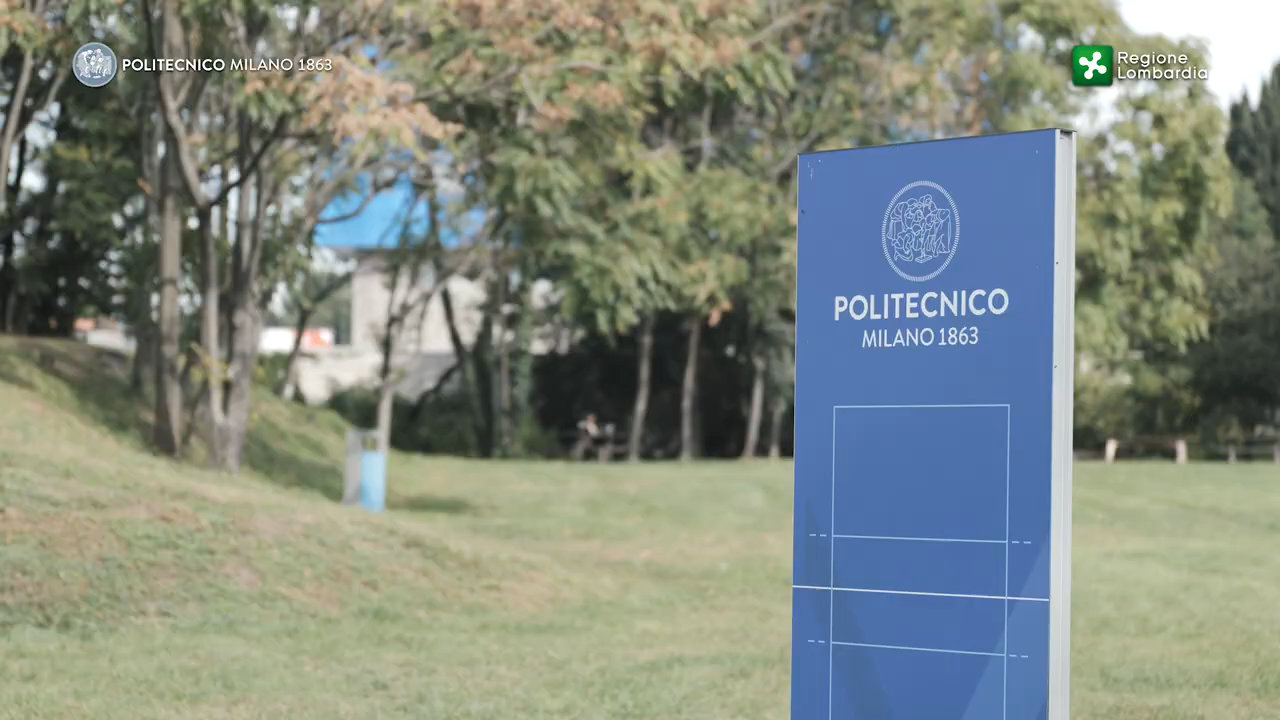 POLITECNICO MILANO 1863
Regione
Lombardia
POLITECNICO
MILANO 1863